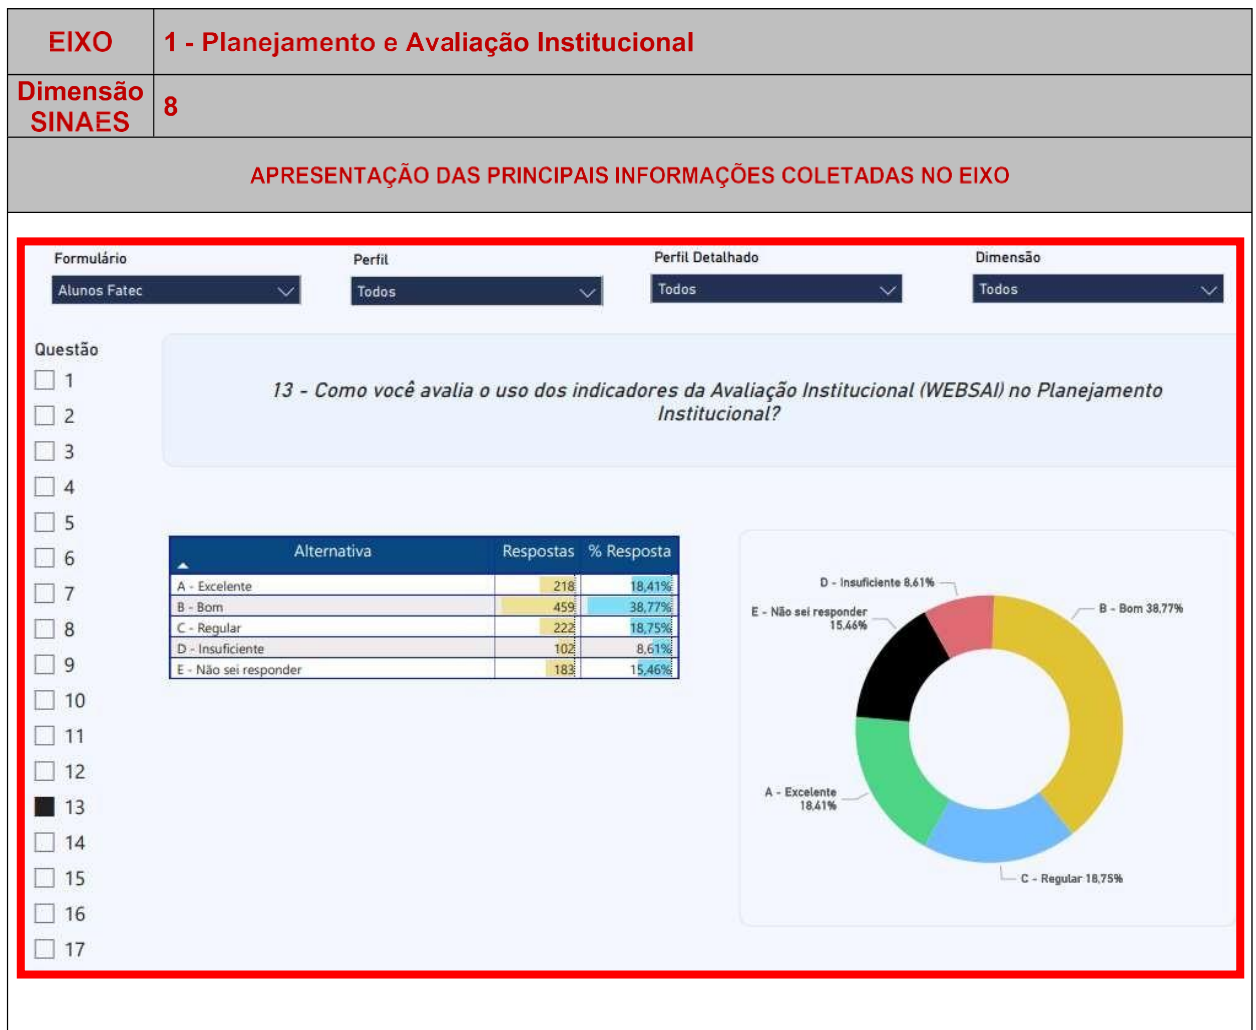 EIXO
1 - Planejamento e Avaliação Institucional
Dimensão
SINAES
8
APRESENTAÇÃO DAS PRINCIPAIS INFORMAÇÕES COLETADAS NO EIXO
Formulário
Perfil
Perfil Detalhado
Dimensão
Alunos Fatec
Todos
Todos
Todos
Questão
1
2
3
4
5
6
7
8
9
10
11
12
13
14
15
16
17
13 - Como você avalia o uso dos indicadores da Avaliação Institucional (WEBSAI) no Planejamento
Institucional?
Alternativa Respostas % Resposta
A - Excelente 218 18,41%
B - Bom 459 38,77%
C - Regular 222 18,75%
D - Insuficiente 102 8,61%
E - Não sei responder 183 15,46%
D - Insuficiente 8,61%
E - Não sei responder
15,46%
B - Bom 38,77%
A - Excelente
18,41%
C - Regular 18,75%